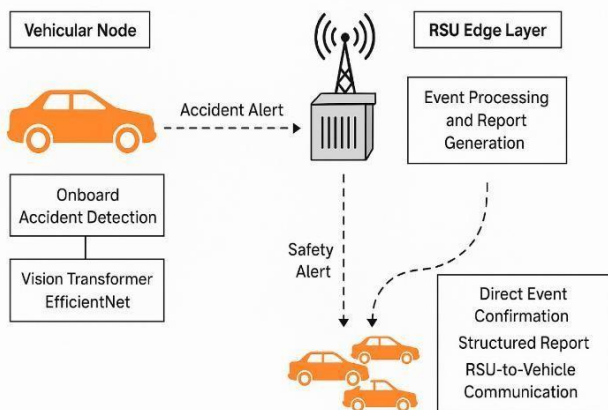 Vehicular Node
RSU Edge Layer
Accident Alert
Event Processing
and Report
Generation
Onboard
Accident Detection
Vision Transformer
EfficientNet
Safety
Alert
Direct Event
Confirmation
Structured Report
RSU-to-Vehicle
Communication